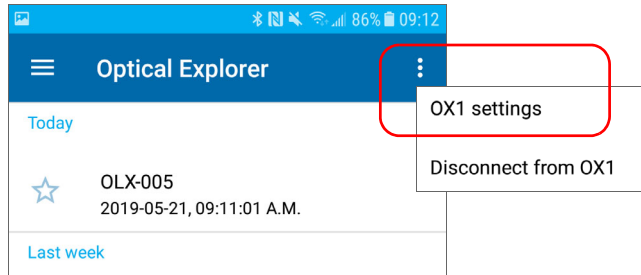 86% 09:12
Optical Explorer
OX1 settings
Today
Disconnect from OX1
OLX-005
2019-05-21, 09:11:01 A.M.
Last week